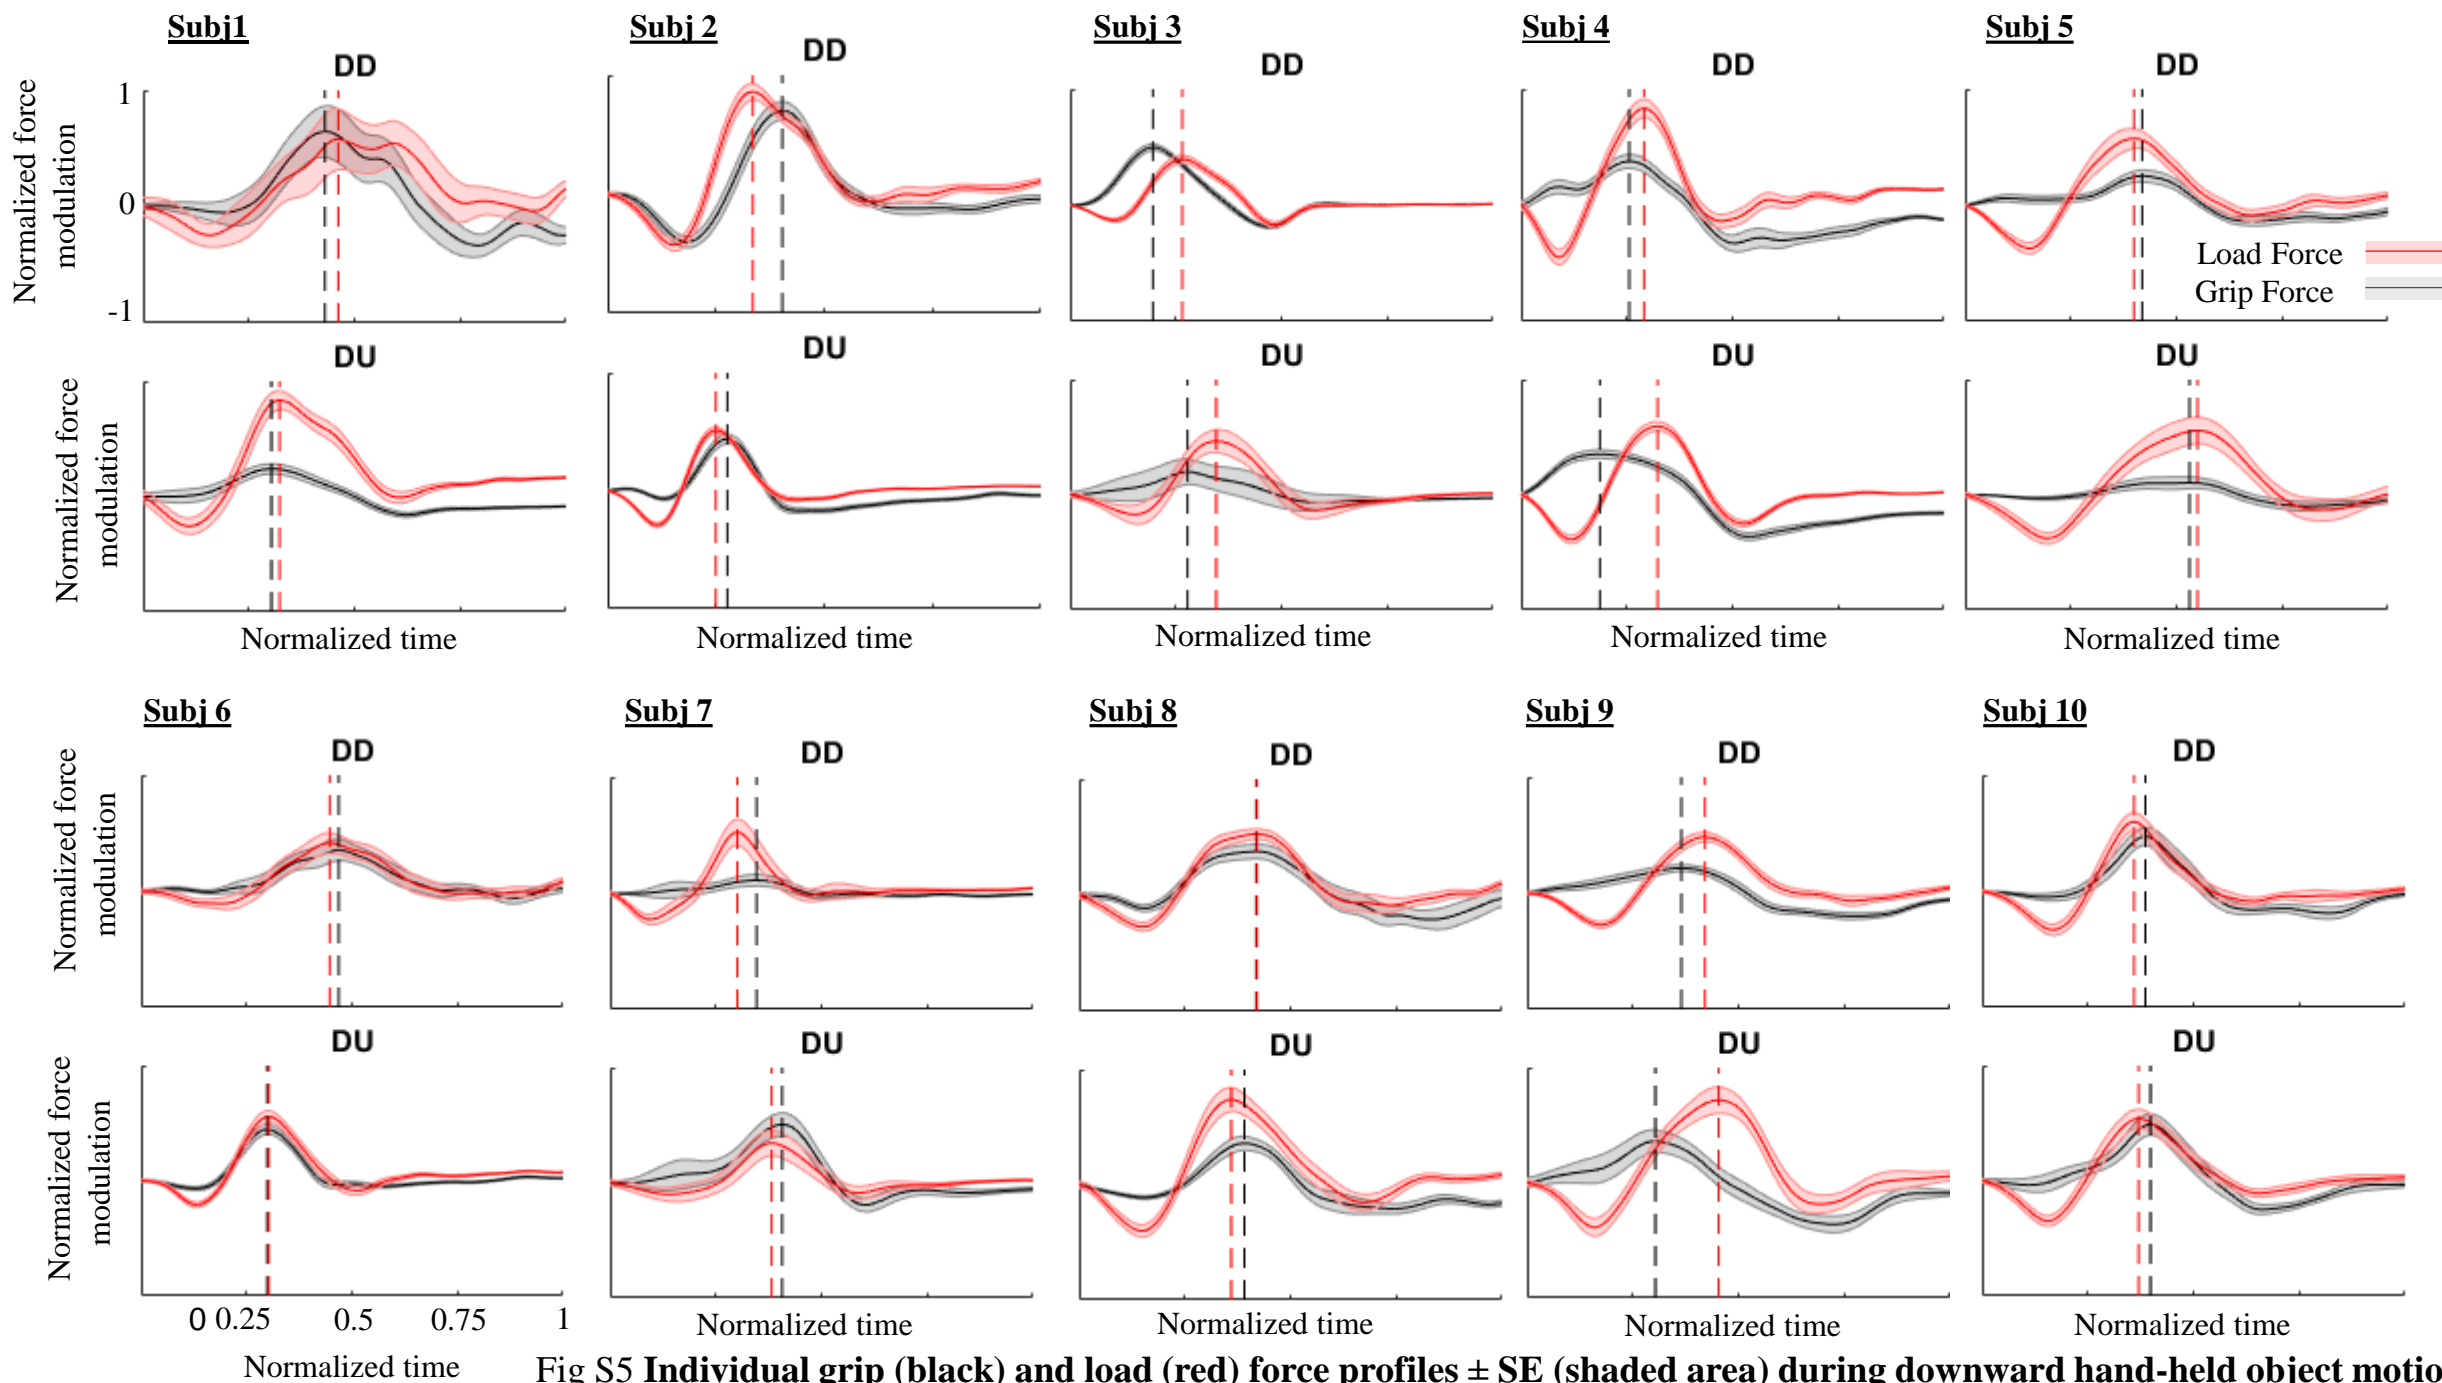 Subj1
Subj 2
Subj 3
Subj 4
Subj 5
DD
DD
DD
DD
DD
Normalized force
modulation
1
0
-1
Load Force
Grip Force
DU
DU
DU
DU
DU
Normalized force
modulation
Normalized time
Normalized time
Normalized time
Normalized time
Normalized time
Subj 6
Subj 7
Subj 8
Subj 9
Subj 10
DD
DD
DD
DD
DD
Normalized force
modulation
DU
DU
DU
DU
DU
Normalized force
modulation
0 0.25 0.5 0.75 1
Normalized time
Normalized time
Normalized time
Normalized time
Normalized time
Fig S5 Individual grip (black) and load (red) force profiles ± SE (shaded area) during downward hand-held object motio